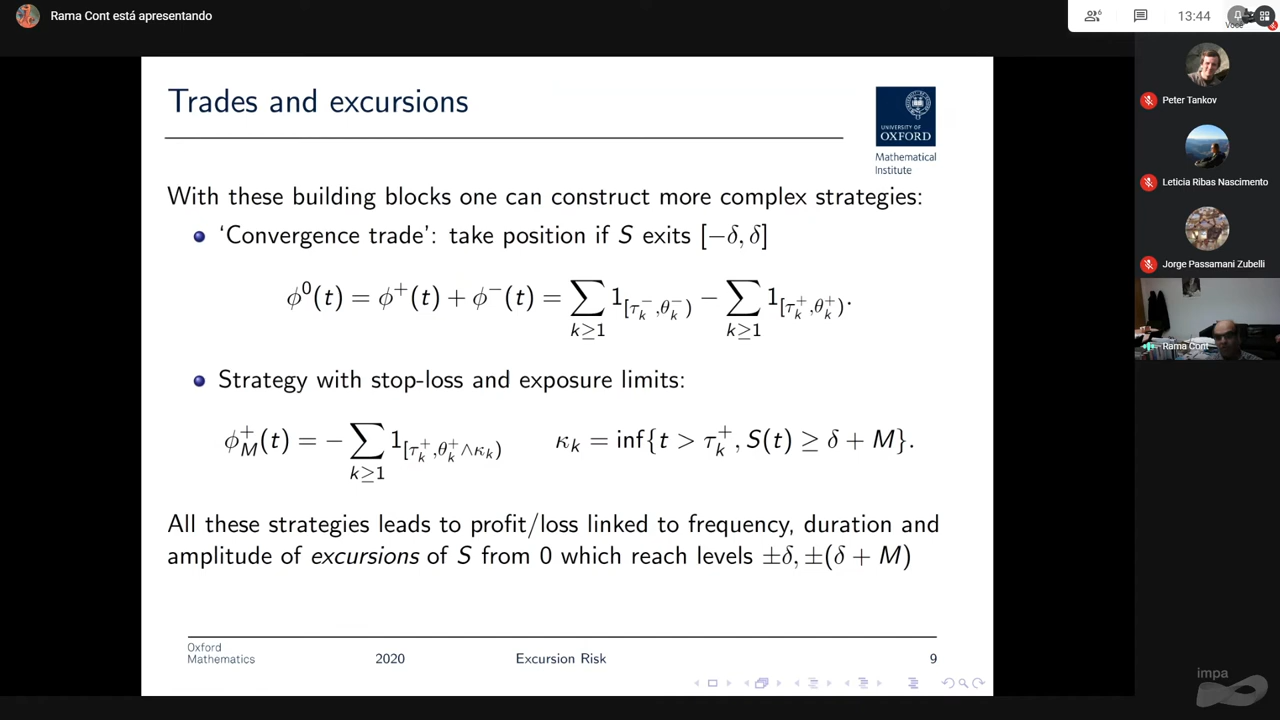 Rama Cont está apresentando
6
13:44
Você
Trades and excursions
UNIVERSITY OF
OXFORD
Mathematical
Institute
With these building blocks one can construct more complex strategies:
‘Convergence trade’: take position if S exits [−δ, δ]
ϕ⁰(t) = ϕ⁺(t) + ϕ⁻(t) = ∑_{k≥1} 1_{[τ_k^−,θ_k^−)} − ∑_{k≥1} 1_{[τ_k^+,θ_k^+)}.
Strategy with stop-loss and exposure limits:
ϕ_M^+(t) = − ∑_{k≥1} 1_{[τ_k^+,θ_k^+∧κ_k)} κ_k = inf{t > τ_k^+, S(t) ≥ δ + M}.
All these strategies leads to profit/loss linked to frequency, duration and
amplitude of excursions of S from 0 which reach levels ±δ, ±(δ + M)
Oxford
Mathematics
2020
Excursion Risk
9
Peter Tankov
Leticia Ribas Nascimento
Jorge Passamani Zubelli
Rama Cont
impa